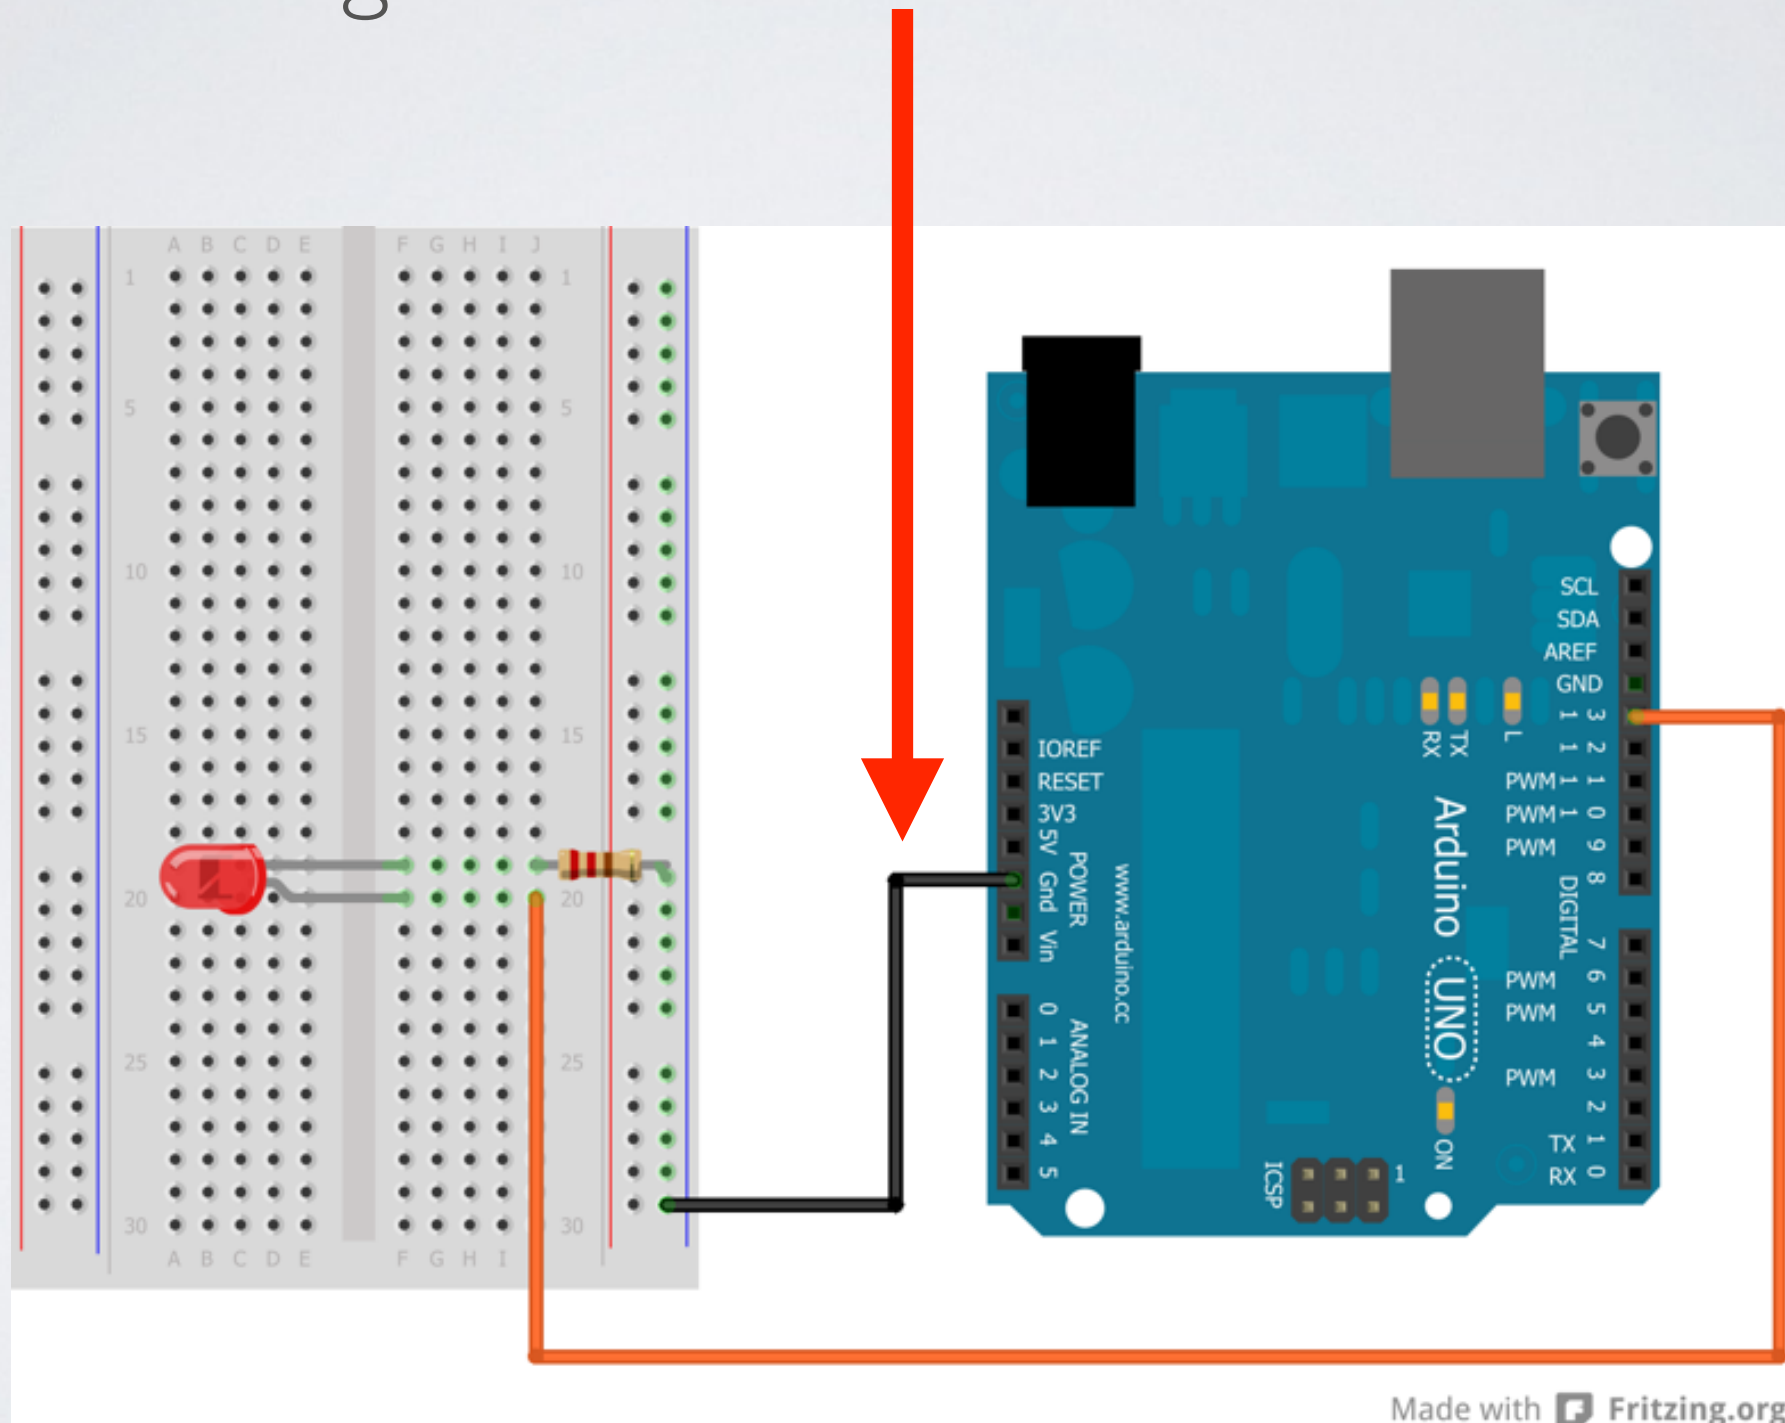 A B C D E F G H I J
1 1
5 5
10 10
15 15
20 20
25 25
30 30
A B C D E F G H I
IOREF
RESET
3V3
5V
Gnd
Vin
POWER
www.arduino.cc
0
1
2
3
4
5
ANALOG IN
RX
TX
L
Arduino
UNO
ON
ICSP
1
SCL
SDA
AREF
GND
13
12
PWM 11
PWM 10
PWM 9
8
DIGITAL
7
PWM 6
PWM 5
4
PWM 3
2
TX 1
RX 0
Made with Fritzing.org